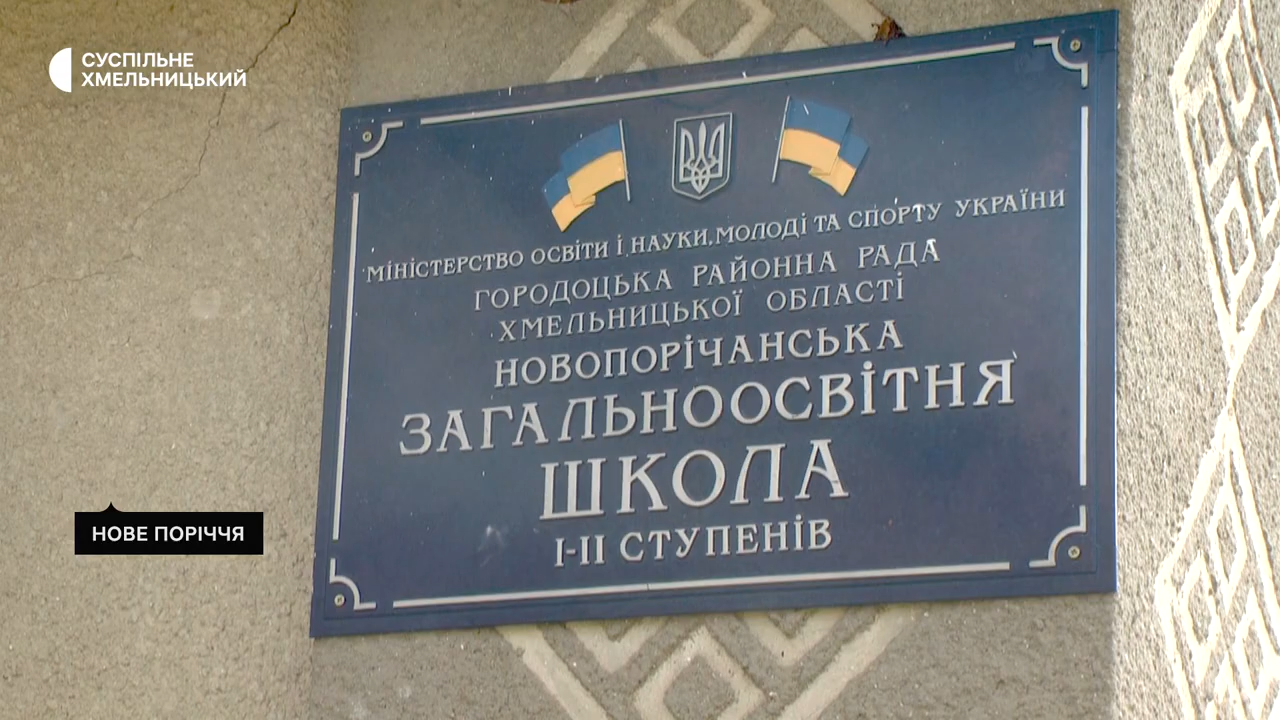 СУСПІЛЬНЕ
ХМЕЛЬНИЦЬКИЙ
МІНІСТЕРСТВО ОСВІТИ І НАУКИ, МОЛОДІ ТА СПОРТУ УКРАЇНИ
ГОРОДОЦЬКА РАЙОННА РАДА
ХМЕЛЬНИЦЬКОЇ ОБЛАСТІ
НОВОПОРІЧАНСЬКА
ЗАГАЛЬНООСВІТНЯ
ШКОЛА
І-ІІ СТУПЕНІВ
НОВЕ ПОРІЧЧЯ